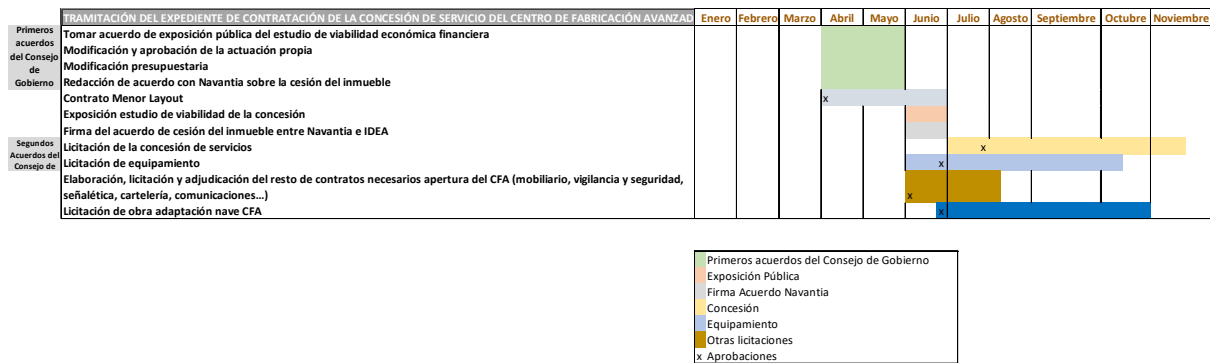 TRAMITACIÓN DEL EXPEDIENTE DE CONTRATACIÓN DE LA CONCESIÓN DE SERVICIO DEL CENTRO DE FABRICACIÓN AVANZAD Enero Febrero Marzo Abril Mayo Junio Julio Agosto Septiembre Octubre Noviembre
Primeros
acuerdos
del Consejo
de
Gobierno
Tomar acuerdo de exposición pública del estudio de viabilidad económica financiera
Modificación y aprobación de la actuación propia
Modificación presupuestaria
Redacción de acuerdo con Navantia sobre la cesión del inmueble
Contrato Menor Layout x
Exposición estudio de viabilidad de la concesión
Firma del acuerdo de cesión del inmueble entre Navantia e IDEA
Segundos
Acuerdos del
Consejo de
Licitación de la concesión de servicios x
Licitación de equipamiento x
Elaboración, licitación y adjudicación del resto de contratos necesarios apertura del CFA (mobiliario, vigilancia y seguridad,
señalética, cartelería, comunicaciones...) x
Licitación de obra adaptación nave CFA x
Primeros acuerdos del Consejo de Gobierno
Exposición Pública
Firma Acuerdo Navantia
Concesión
Equipamiento
Otras licitaciones
x Aprobaciones